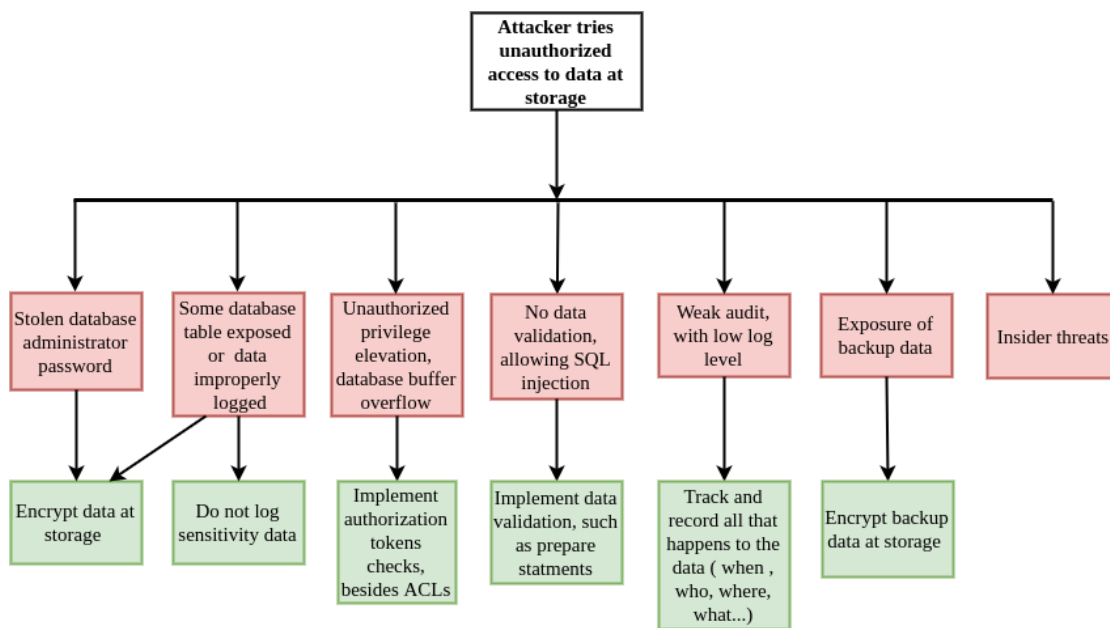 Attacker tries
unauthorized
access to data at
storage
Stolen database
administrator
password
Some database
table exposed
or data
improperly
logged
Unauthorized
privilege
elevation,
database buffer
overflow
No data
validation,
allowing SQL
injection
Weak audit,
with low log
level
Exposure of
backup data
Insider threats
Encrypt data at
storage
Do not log
sensitivity data
Implement
authorization
tokens
checks,
besides ACLs
Implement data
validation, such
as prepare
statments
Track and
record all that
happens to the
data ( when ,
who, where,
what...)
Encrypt backup
data at storage